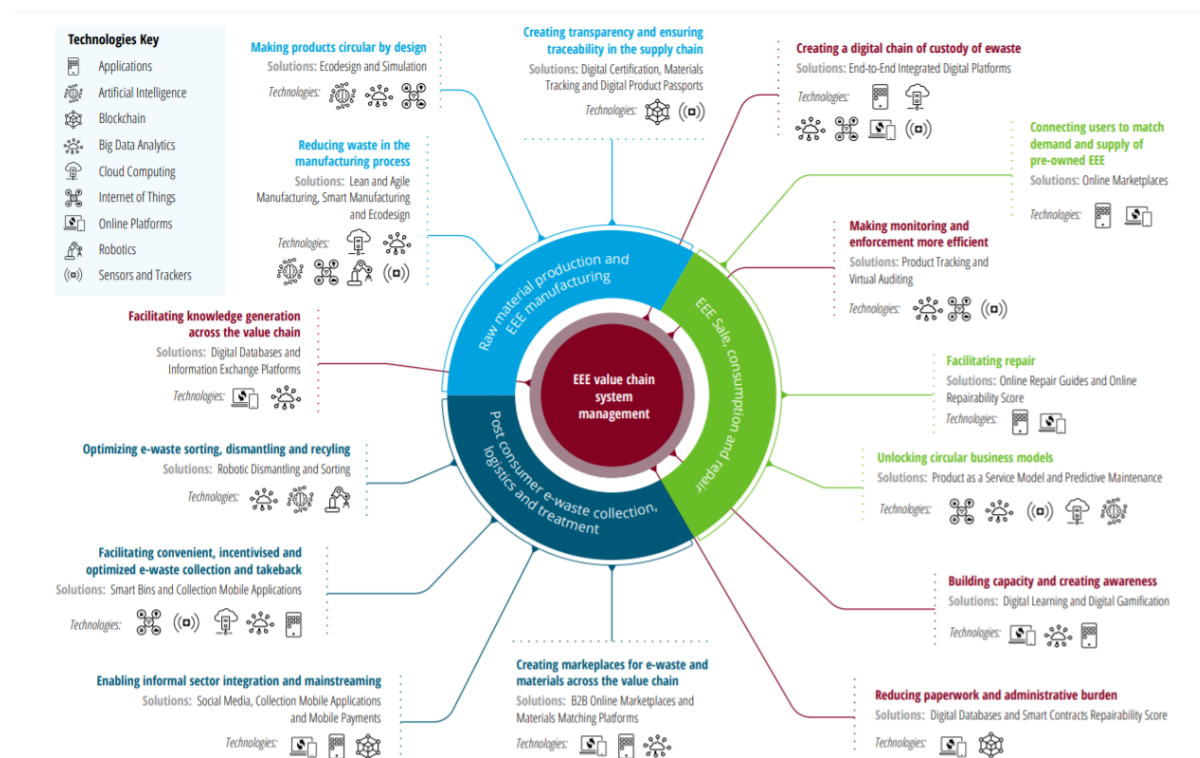 Technologies Key
Applications
Artificial Intelligence
Blockchain
Big Data Analytics
Cloud Computing
Internet of Things
Online Platforms
Robotics
Sensors and Trackers
Making products circular by design
Solutions: Ecodesign and Simulation
Technologies:
Reducing waste in the
manufacturing process
Solutions: Lean and Agile
Manufacturing, Smart Manufacturing
and Ecodesign
Technologies:
Creating transparency and ensuring
traceability in the supply chain
Solutions: Digital Certification, Materials
Tracking and Digital Product Passports
Technologies:
Creating a digital chain of custody of ewaste
Solutions: End-to-End Integrated Digital Platforms
Technologies:
Connecting users to match
demand and supply of
pre-owned EEE
Solutions: Online Marketplaces
Technologies:
Making monitoring and
enforcement more efficient
Solutions: Product Tracking and
Virtual Auditing
Technologies:
Facilitating knowledge generation
across the value chain
Solutions: Digital Databases and
Information Exchange Platforms
Technologies:
Raw material production and
EEE manufacturing
EEE Sale, consumption and repair
Post consumer e-waste collection,
logistics and treatment
EEE value chain
system
management
Facilitating repair
Solutions: Online Repair Guides and Online
Repairability Score
Technologies:
Optimizing e-waste sorting, dismantling and recyling
Solutions: Robotic Dismantling and Sorting
Technologies:
Unlocking circular business models
Solutions: Product as a Service Model and Predictive Maintenance
Technologies:
Facilitating convenient, incentivised and
optimized e-waste collection and takeback
Solutions: Smart Bins and Collection Mobile Applications
Technologies:
Building capacity and creating awareness
Solutions: Digital Learning and Digital Gamification
Technologies:
Enabling informal sector integration and mainstreaming
Solutions: Social Media, Collection Mobile Applications
and Mobile Payments
Technologies:
Creating markeplaces for e-waste and
materials across the value chain
Solutions: B2B Online Marketplaces and
Materials Matching Platforms
Technologies:
Reducing paperwork and administrative burden
Solutions: Digital Databases and Smart Contracts Repairability Score
Technologies: